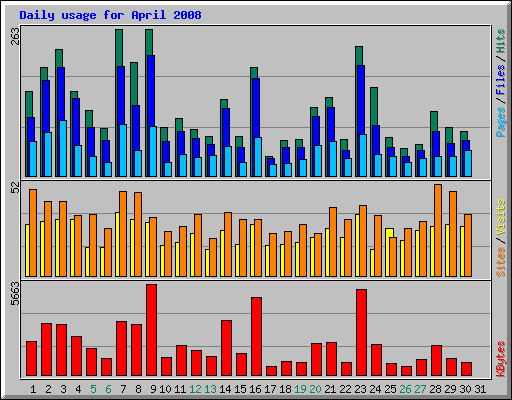 Daily usage for April 2008
263
Pages / Files / Hits
52
Sites / Visits
5663
KBytes
1 2 3 4 5 6 7 8 9 10 11 12 13 14 15 16 17 18 19 20 21 22 23 24 25 26 27 28 29 30 31